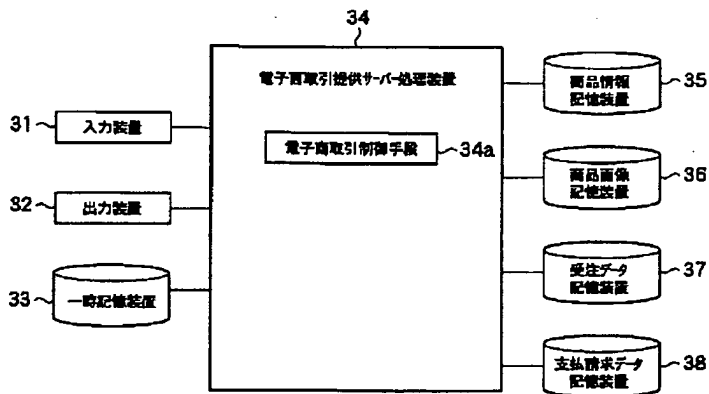 34
電子商取引提供サーバー処理装置
電子商取引制御手段
34a
31
入力装置
32
出力装置
33
一時記憶装置
商品情報
記憶装置
35
商品画像
記憶装置
36
受注データ
記憶装置
37
支払請求データ
記憶装置
38